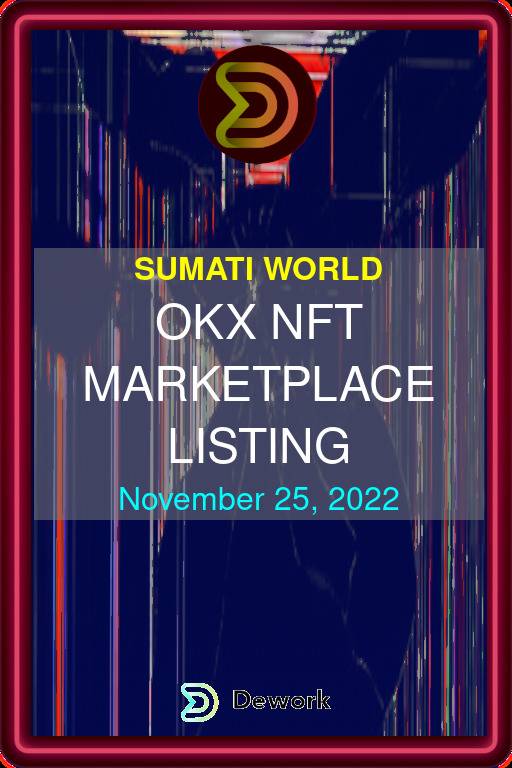 SUMATI WORLD
OKX NFT
MARKETPLACE
LISTING
November 25, 2022
Dework